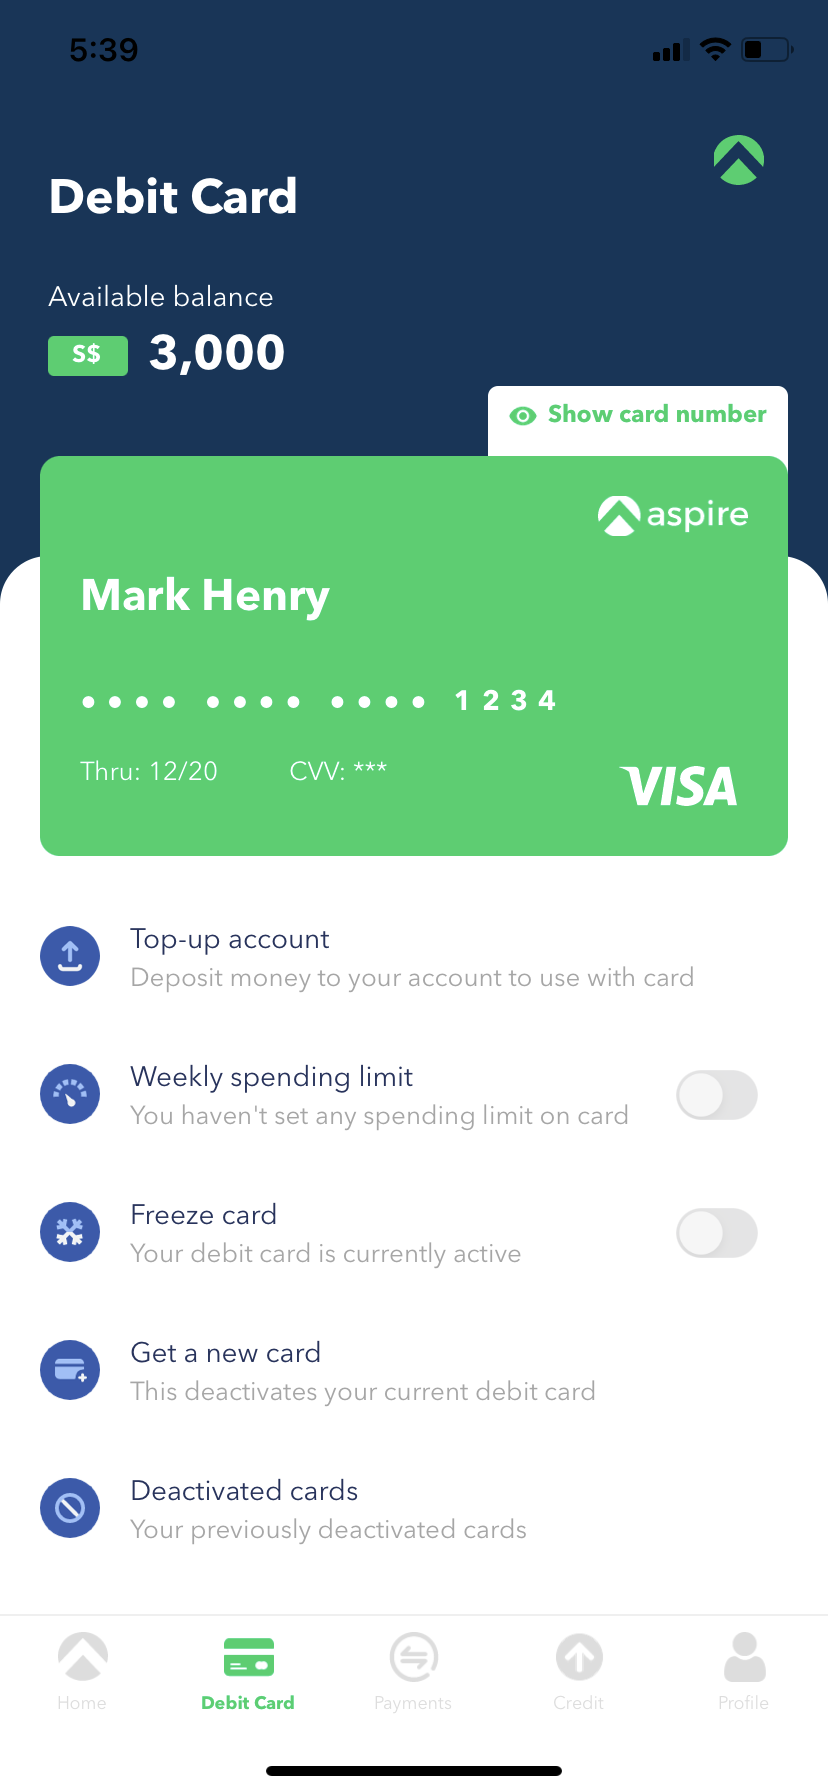 5:39
Debit Card
Available balance
S$ 3,000
Show card number
aspire
Mark Henry
•••• •••• •••• 1234
Thru: 12/20 CVV: ***
VISA
Top-up account
Deposit money to your account to use with card
Weekly spending limit
You haven't set any spending limit on card
Freeze card
Your debit card is currently active
Get a new card
This deactivates your current debit card
Deactivated cards
Your previously deactivated cards
Home Debit Card Payments Credit Profile